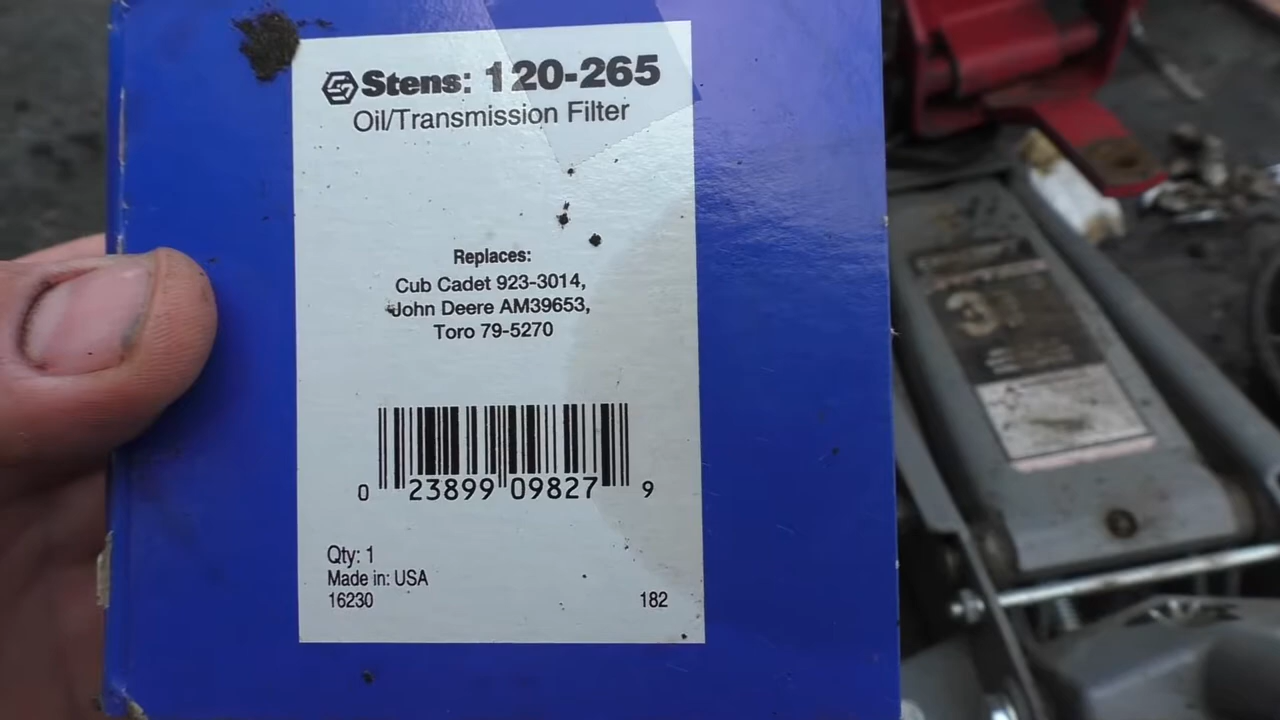 Stens: 120-265
Oil/Transmission Filter
Replaces:
Cub Cadet 923-3014,
John Deere AM39653,
Toro 79-5270
0 23899 09827 9
Qty: 1
Made in: USA
16230 182
3